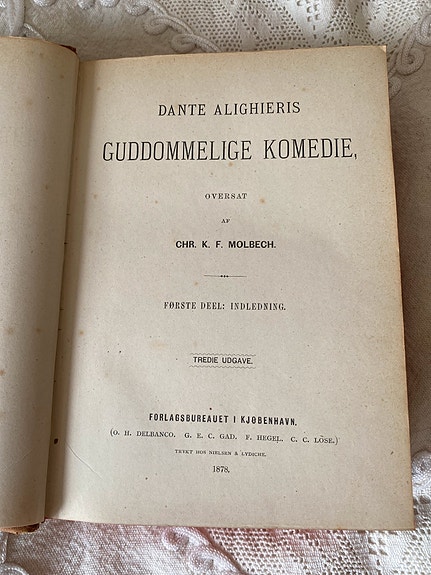 DANTE ALIGHIERIS
GUDDOMMELIGE KOMEDIE,
OVERSAT
AF
CHR. K. F. MOLBECH.
FØRSTE DEEL: INDLEDNING.
TREDIE UDGAVE.
FORLAGSBUREAUET I KJØBENHAVN.
(O. H. DELBANCO. G. E. C. GAD. F. HEGEL. C. C. LOSE.)
TRYKT HOS NIELSEN & LYDICHE.
1878.